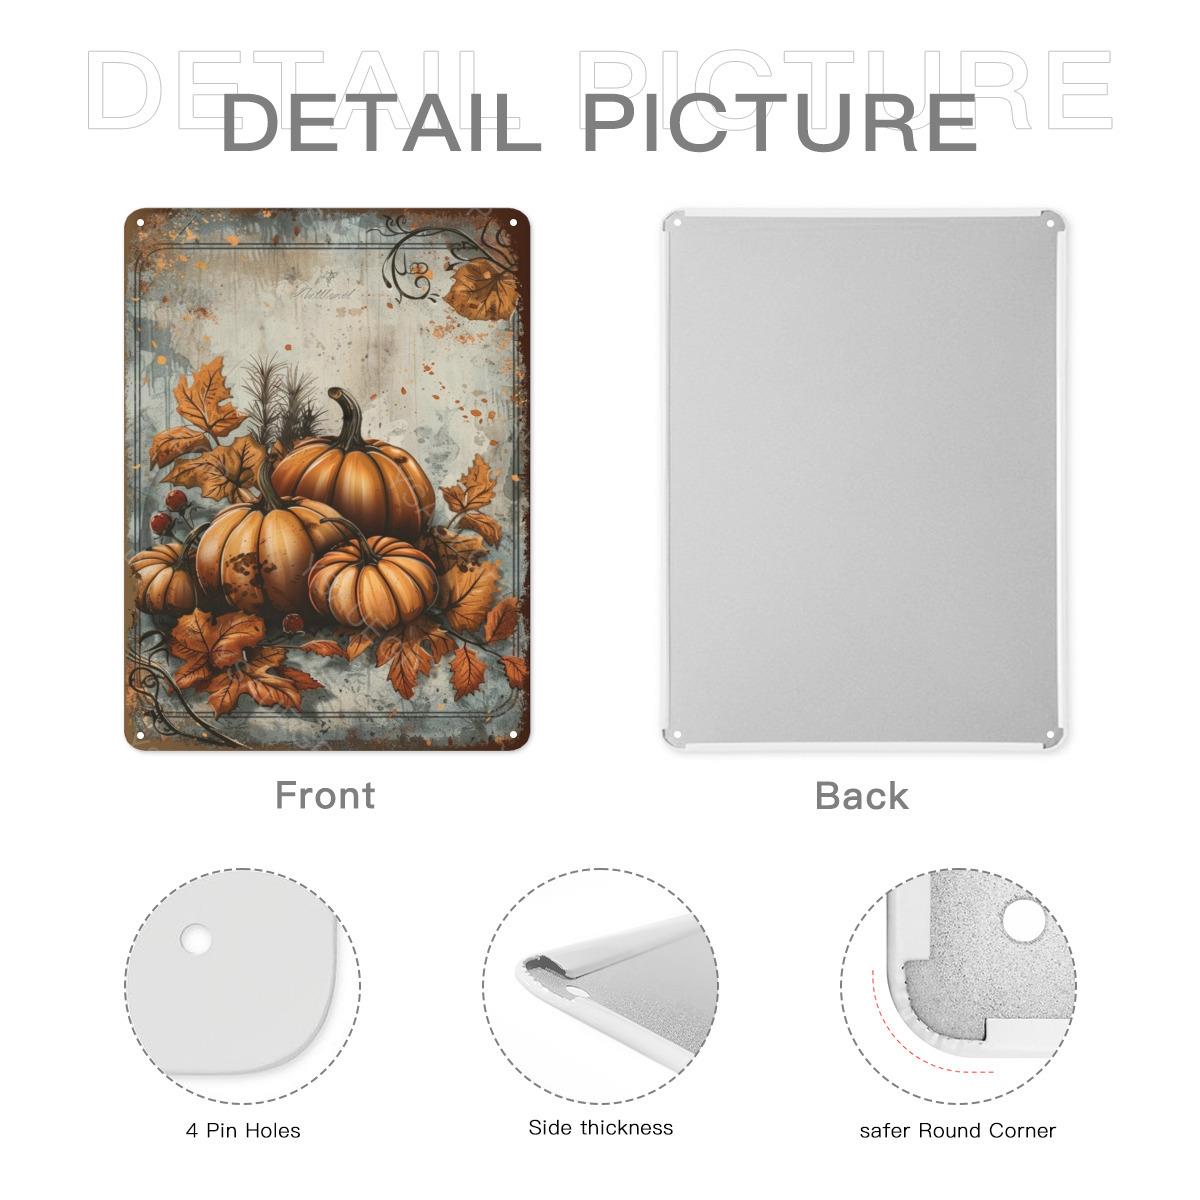 DETAIL PICTURE
DETAIL PICTURE
Front
Back
4 Pin Holes
Side thickness
safer Round Corner